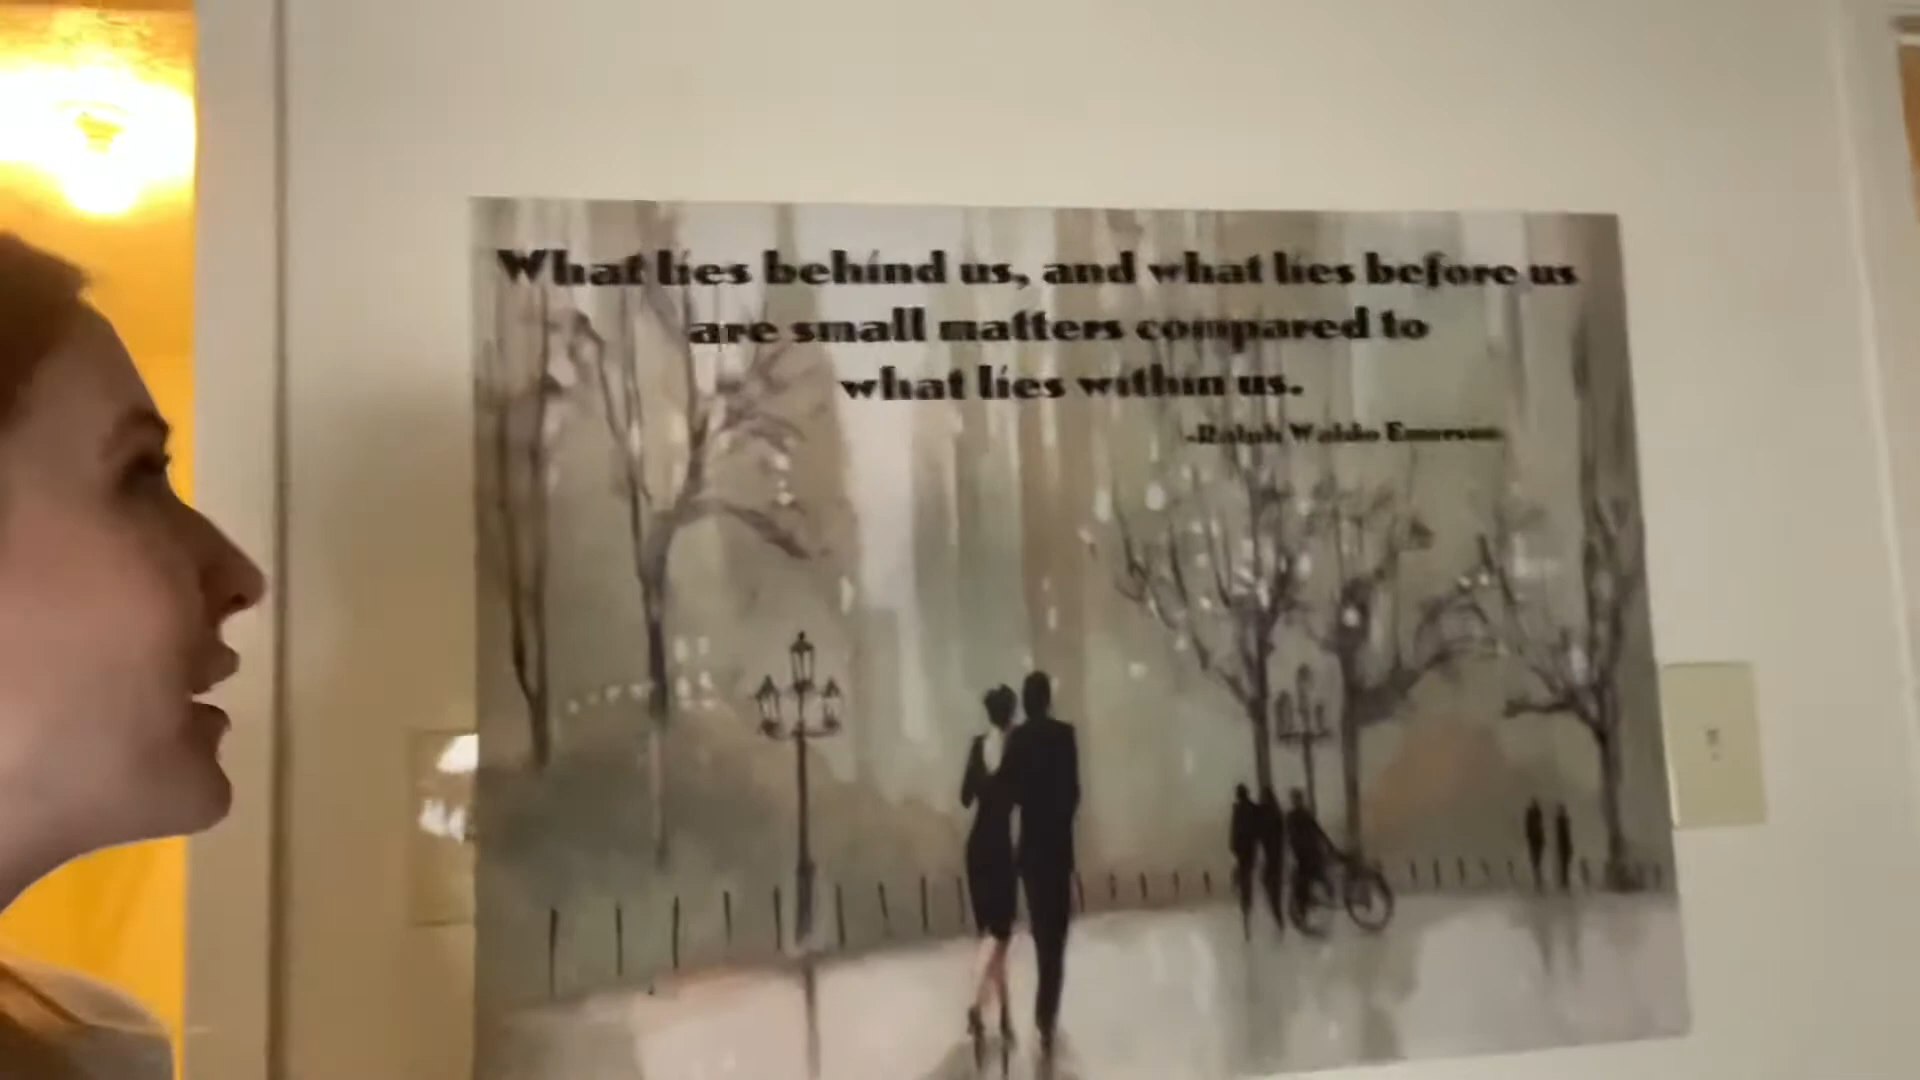 What lies behind us, and what lies before us
are small matters compared to
what lies within us.
-Ralph Waldo Emerson